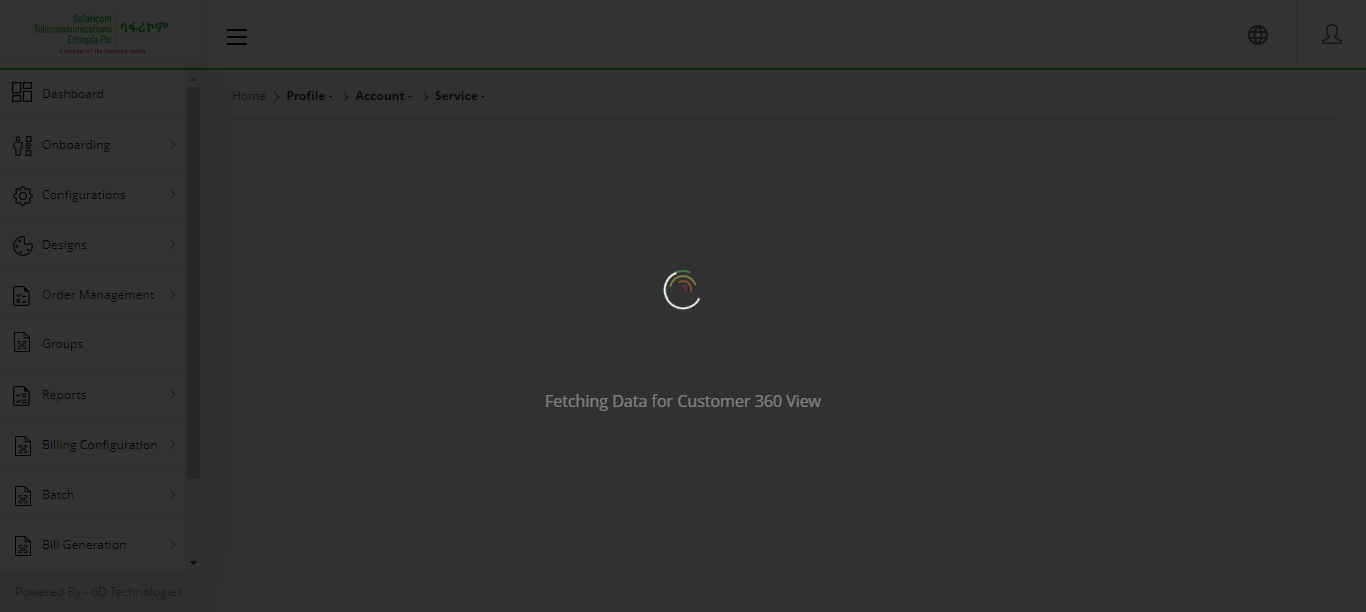 Safaricom
Telecommunications
Ethiopia Plc
ሳፋሪኮም
A member of the Vodacom family
Home
Profile -
Account -
Service -
Dashboard
Onboarding
Configurations
Designs
Order Management
Groups
Reports
Billing Configuration
Batch
Bill Generation
Fetching Data for Customer 360 View
Powered By - 6D Technologies